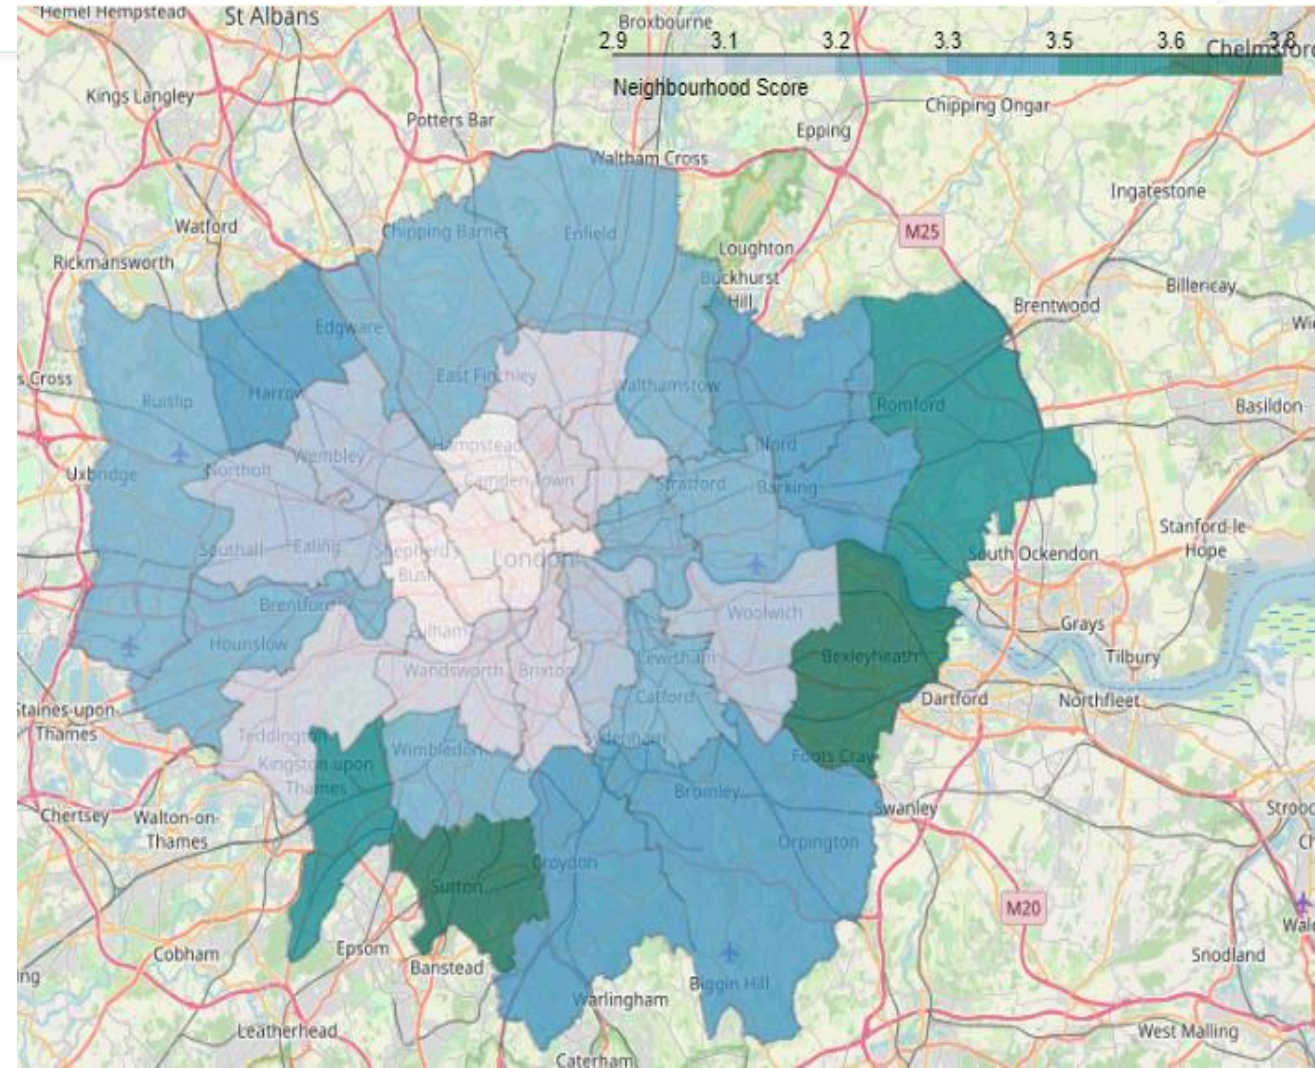 Hemel Hempstead
St Albans
Broxbourne
2.9 3.1 3.2 3.3 3.5 3.6 3.8
Chelmsford
Neighbourhood Score
Kings Langley
Potters Bar
Chipping Ongar
Epping
Waltham Cross
Ingatestone
Watford
Chipping Barnet
Enfield
M25
Loughton
Rickmansworth
Buckhurst
Hill
Billericay
Brentwood
Edgware
East Finchley
Walthamstow
Ruislip
Harrow
Romford
Basildon
Hampstead
Ilford
Wembley
Northolt
Uxbridge
Camden Town
Stratford
Barking
Stanford-le-
Hope
Southall
Ealing
Shepherd's
Bush
London
South Ockendon
Brentford
Woolwich
Grays
Hounslow
Fulham
Tilbury
Wandsworth
Brixton
Lewisham
Bexleyheath
Catford
Dartford
Northfleet
Staines-upon-
Thames
Teddington
Wimbledon
Sydenham
Foots Cray
Kingston upon
Thames
Bromley
Swanley
Chertsey
Walton-on-
Thames
Orpington
Croydon
Sutton
M20
Cobham
Epsom
Banstead
Snodland
Biggin Hill
Warlingham
Leatherhead
West Malling
Caterham